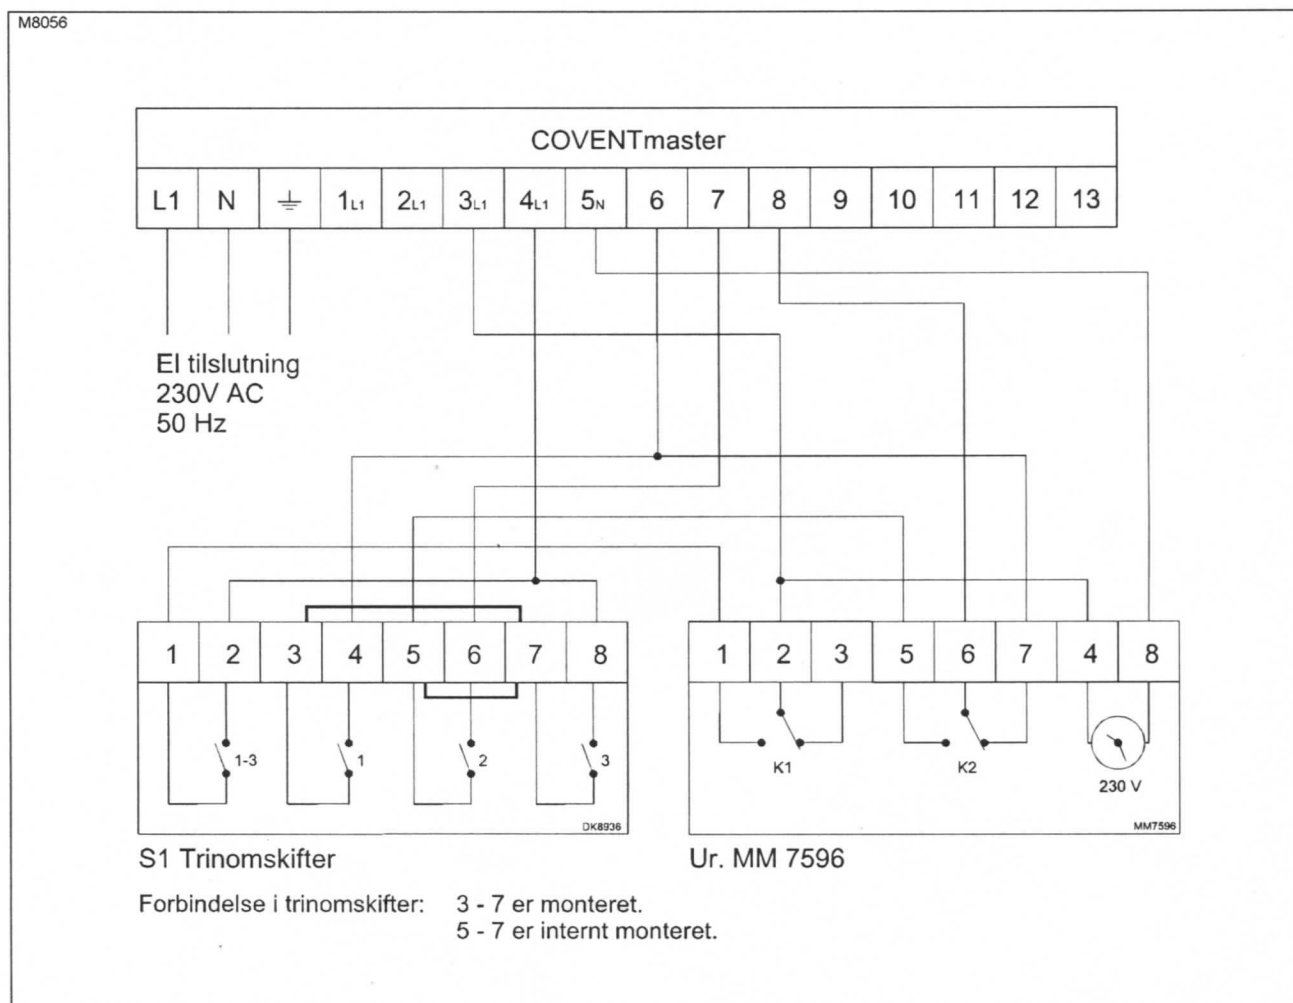 M8056
COVENTmaster
L1 N 1L1 2L1 3L1 4L1 5N 6 7 8 9 10 11 12 13
El tilslutning
230V AC
50 Hz
1 2 3 4 5 6 7 8
1 2 3 5 6 7 4 8
1-3 1 2 3
K1 K2
230 V
DK8936
MM7596
S1 Trinomskifter
Ur. MM 7596
Forbindelse i trinomskifter: 3 - 7 er monteret.
5 - 7 er internt monteret.